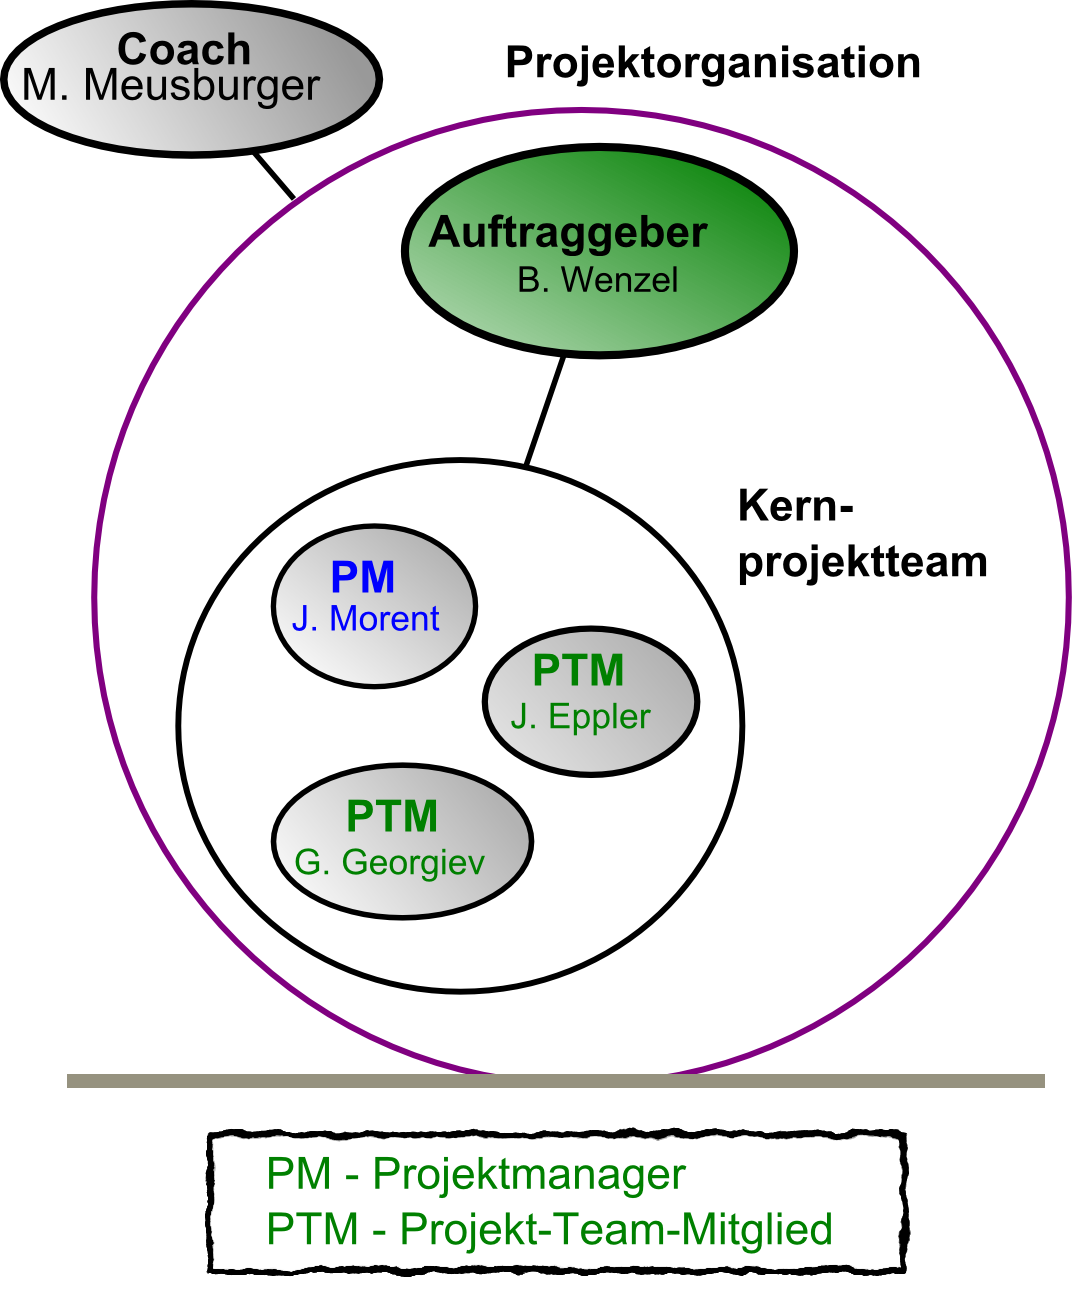 Coach
M. Meusburger
Projektorganisation
Auftraggeber
B. Wenzel
Kern-
projektteam
PM
J. Morent
PTM
J. Eppler
PTM
G. Georgiev
PM - Projektmanager
PTM - Projekt-Team-Mitglied